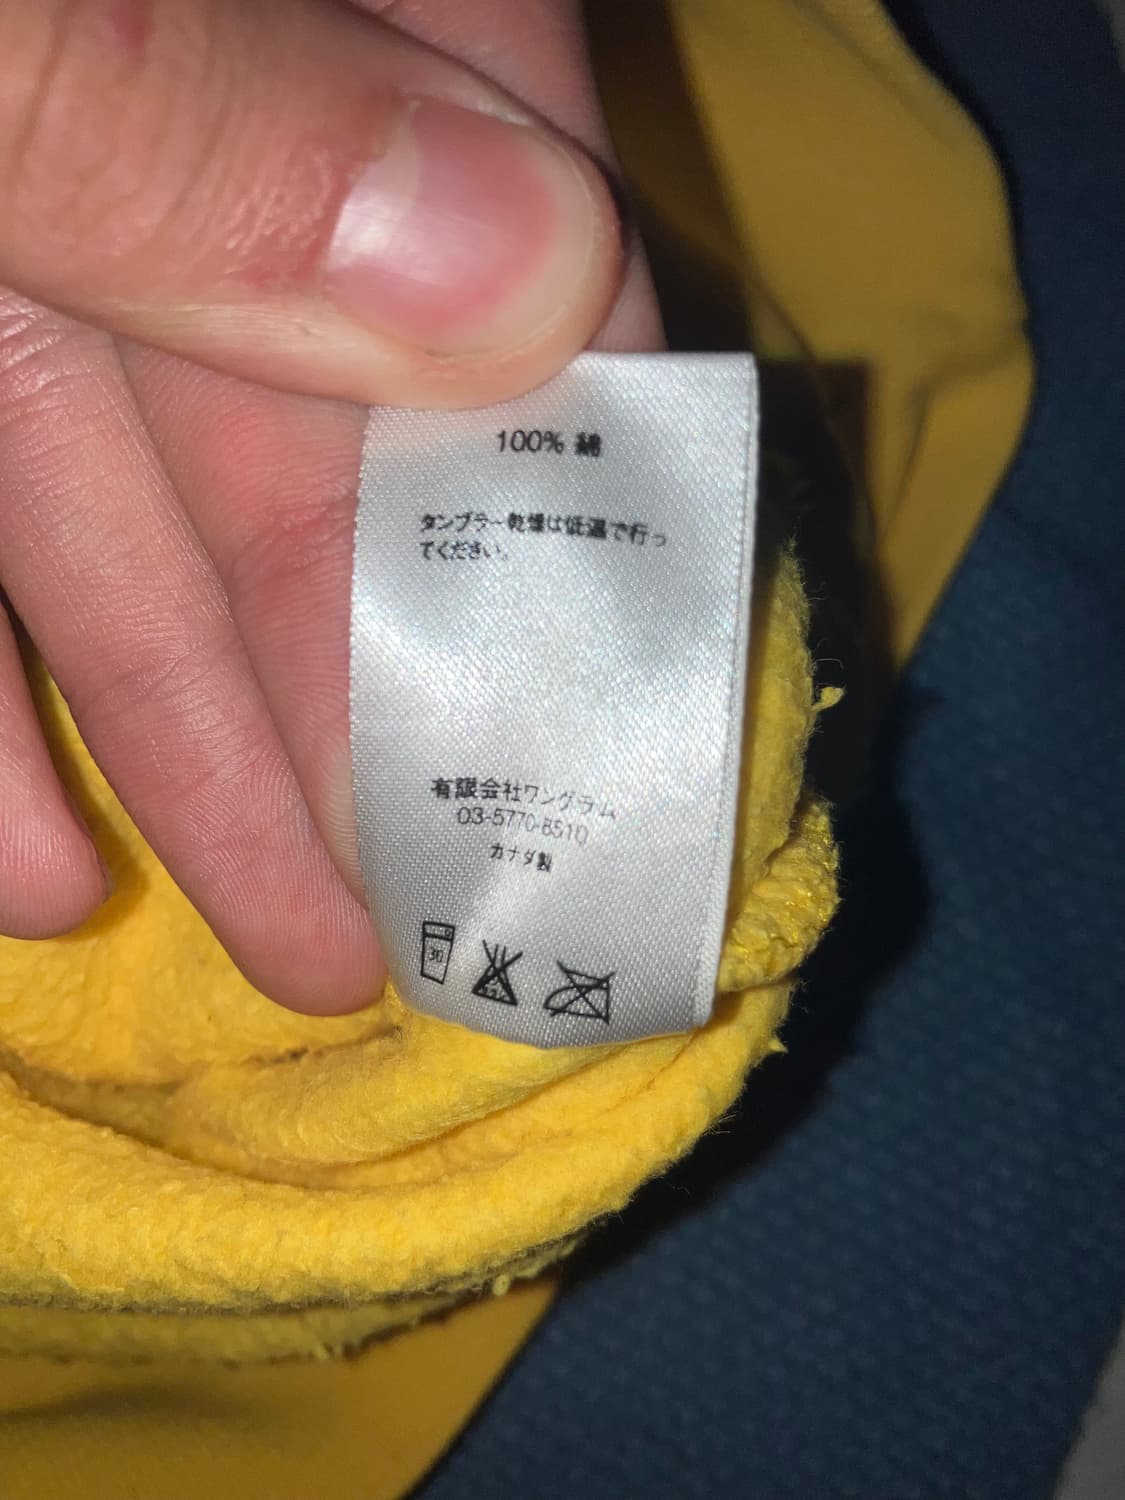 100% 綿
タンブラー乾燥は低温で行っ
てください。
有限会社ワングラム
03-5770-8510
カナダ製
30